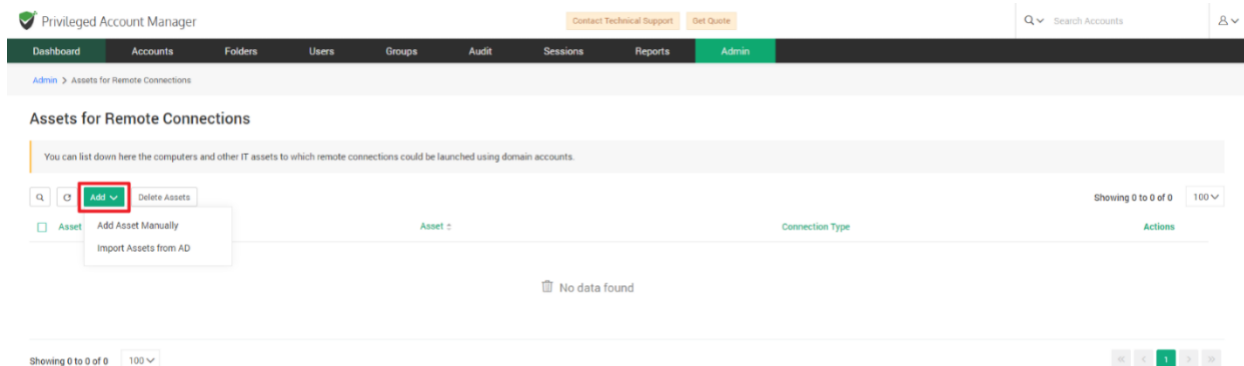 Privileged Account Manager
Contact Technical Support Get Quote
Search Accounts
Dashboard Accounts Folders Users Groups Audit Sessions Reports Admin
Admin > Assets for Remote Connections
Assets for Remote Connections
You can list down here the computers and other IT assets to which remote connections could be launched using domain accounts.
Add Delete Assets
Showing 0 to 0 of 0 100
Asset Asset Connection Type Actions
Add Asset Manually
Import Assets from AD
No data found
Showing 0 to 0 of 0 100
« < 1 > »